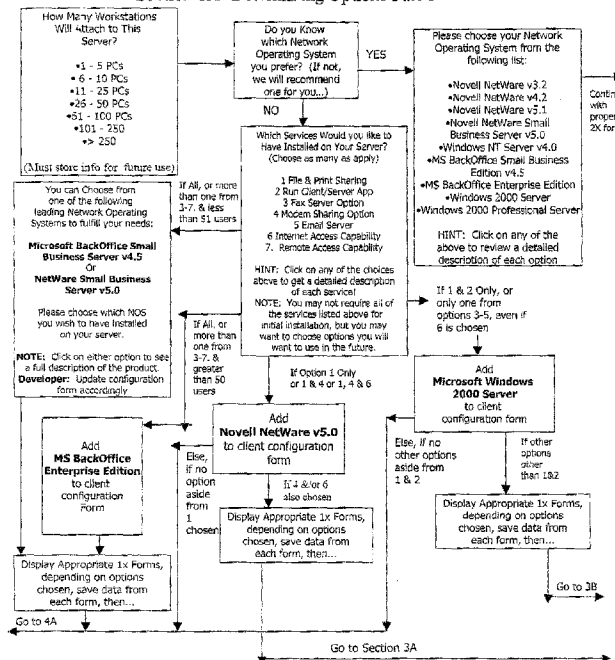 How Many Workstations
Will Attach to This
Server?
•1 - 5 PCs
•6 - 10 PCs
•11 - 25 PCs
•26 - 50 PCs
•51 - 100 PCs
•101 - 250
•> 250
(Must store info for future use)
Do you Know
which Network
Operating System
you prefer? (If not,
we will recommend
one for you...)
YES
NO
Please choose your Network
Operating System from the
following list:
•Novell NetWare v3.2
•Novell NetWare v4.2
•Novell NetWare v5.1
•Novell NetWare Small
Business Server v5.0
•Windows NT Server v4.0
•MS BackOffice Small Business
Edition v4.5
•MS BackOffice Enterprise Edition
•Windows 2000 Server
•Windows 2000 Professional Server
HINT: Click on any of the
above to review a detailed
description of each option
Contin
with
proper
2X for
Which Services Would you like to
Have Installed on Your Server?
(Choose as many as apply)
1 File & Print Sharing
2 Run Client/Server App
3 Fax Server Option
4 Modem Sharing Option
5 Email Server
6 Internet Access Capability
7. Remote Access Capability
HINT: Click on any of the choices
above to get a detailed description
of each service!
NOTE: You may not require all of
the services listed above for
initial installation, but you may
want to choose options you will
want to use in the future.
If All, or more
than one from
3-7. & less
than 51 users
You can Choose from
one of the following
leading Network Operating
Systems to fulfill your needs:
Microsoft BackOffice Small
Business Server v4.5
Or
NetWare Small Business
Server v5.0
Please choose which NOS
you wish to have Installed
on your server.
NOTE: Click on either option to see
a full description of the product.
Developer: Update configuration
form accordingly
If All, or
more than
one from
3-7. &
greater
than 50
users
If Option 1 Only
or 1 & 4 or 1, 4 & 6
If 1 & 2 Only, or
only one from
options 3-5, even if
6 is chosen
Add
Microsoft Windows
2000 Server
to client
configuration form
Add
Novell NetWare v5.0
to client configuration
form
Add
MS BackOffice
Enterprise Edition
to client
configuration
Form
Else,
if no
option
aside
from
1
chosen
If 4 &/or 6
also chosen
Else, if no
other options
aside from
1 & 2
If other
options
other
than 1&2
Display Appropriate 1x Forms,
depending on options
chosen, save data from
each form, then...
Display Appropriate 1x Forms,
depending on options
chosen, save data from
each form, then...
Display Appropriate 1x Forms,
depending on options
chosen, save data from
each form, then...
Go to 3B
Go to 4A
Go to Section 3A